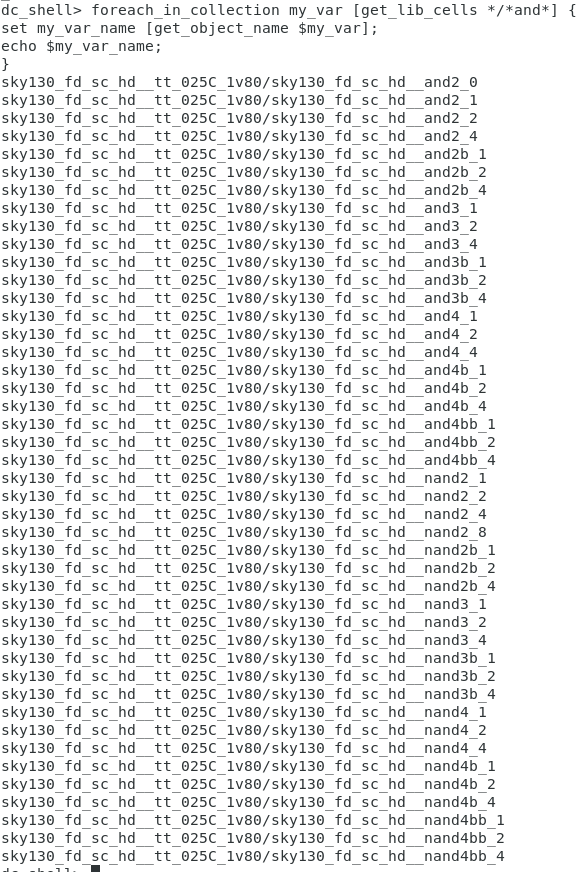 dc_shell> foreach_in_collection my_var [get_lib_cells */*and*] {
set my_var_name [get_object_name $my_var];
echo $my_var_name;
}
sky130_fd_sc_hd__tt_025C_1v80/sky130_fd_sc_hd__and2_0
sky130_fd_sc_hd__tt_025C_1v80/sky130_fd_sc_hd__and2_1
sky130_fd_sc_hd__tt_025C_1v80/sky130_fd_sc_hd__and2_2
sky130_fd_sc_hd__tt_025C_1v80/sky130_fd_sc_hd__and2_4
sky130_fd_sc_hd__tt_025C_1v80/sky130_fd_sc_hd__and2b_1
sky130_fd_sc_hd__tt_025C_1v80/sky130_fd_sc_hd__and2b_2
sky130_fd_sc_hd__tt_025C_1v80/sky130_fd_sc_hd__and2b_4
sky130_fd_sc_hd__tt_025C_1v80/sky130_fd_sc_hd__and3_1
sky130_fd_sc_hd__tt_025C_1v80/sky130_fd_sc_hd__and3_2
sky130_fd_sc_hd__tt_025C_1v80/sky130_fd_sc_hd__and3_4
sky130_fd_sc_hd__tt_025C_1v80/sky130_fd_sc_hd__and3b_1
sky130_fd_sc_hd__tt_025C_1v80/sky130_fd_sc_hd__and3b_2
sky130_fd_sc_hd__tt_025C_1v80/sky130_fd_sc_hd__and3b_4
sky130_fd_sc_hd__tt_025C_1v80/sky130_fd_sc_hd__and4_1
sky130_fd_sc_hd__tt_025C_1v80/sky130_fd_sc_hd__and4_2
sky130_fd_sc_hd__tt_025C_1v80/sky130_fd_sc_hd__and4_4
sky130_fd_sc_hd__tt_025C_1v80/sky130_fd_sc_hd__and4b_1
sky130_fd_sc_hd__tt_025C_1v80/sky130_fd_sc_hd__and4b_2
sky130_fd_sc_hd__tt_025C_1v80/sky130_fd_sc_hd__and4b_4
sky130_fd_sc_hd__tt_025C_1v80/sky130_fd_sc_hd__and4bb_1
sky130_fd_sc_hd__tt_025C_1v80/sky130_fd_sc_hd__and4bb_2
sky130_fd_sc_hd__tt_025C_1v80/sky130_fd_sc_hd__and4bb_4
sky130_fd_sc_hd__tt_025C_1v80/sky130_fd_sc_hd__nand2_1
sky130_fd_sc_hd__tt_025C_1v80/sky130_fd_sc_hd__nand2_2
sky130_fd_sc_hd__tt_025C_1v80/sky130_fd_sc_hd__nand2_4
sky130_fd_sc_hd__tt_025C_1v80/sky130_fd_sc_hd__nand2_8
sky130_fd_sc_hd__tt_025C_1v80/sky130_fd_sc_hd__nand2b_1
sky130_fd_sc_hd__tt_025C_1v80/sky130_fd_sc_hd__nand2b_2
sky130_fd_sc_hd__tt_025C_1v80/sky130_fd_sc_hd__nand2b_4
sky130_fd_sc_hd__tt_025C_1v80/sky130_fd_sc_hd__nand3_1
sky130_fd_sc_hd__tt_025C_1v80/sky130_fd_sc_hd__nand3_2
sky130_fd_sc_hd__tt_025C_1v80/sky130_fd_sc_hd__nand3_4
sky130_fd_sc_hd__tt_025C_1v80/sky130_fd_sc_hd__nand3b_1
sky130_fd_sc_hd__tt_025C_1v80/sky130_fd_sc_hd__nand3b_2
sky130_fd_sc_hd__tt_025C_1v80/sky130_fd_sc_hd__nand3b_4
sky130_fd_sc_hd__tt_025C_1v80/sky130_fd_sc_hd__nand4_1
sky130_fd_sc_hd__tt_025C_1v80/sky130_fd_sc_hd__nand4_2
sky130_fd_sc_hd__tt_025C_1v80/sky130_fd_sc_hd__nand4_4
sky130_fd_sc_hd__tt_025C_1v80/sky130_fd_sc_hd__nand4b_1
sky130_fd_sc_hd__tt_025C_1v80/sky130_fd_sc_hd__nand4b_2
sky130_fd_sc_hd__tt_025C_1v80/sky130_fd_sc_hd__nand4b_4
sky130_fd_sc_hd__tt_025C_1v80/sky130_fd_sc_hd__nand4bb_1
sky130_fd_sc_hd__tt_025C_1v80/sky130_fd_sc_hd__nand4bb_2
sky130_fd_sc_hd__tt_025C_1v80/sky130_fd_sc_hd__nand4bb_4
dc_shell>